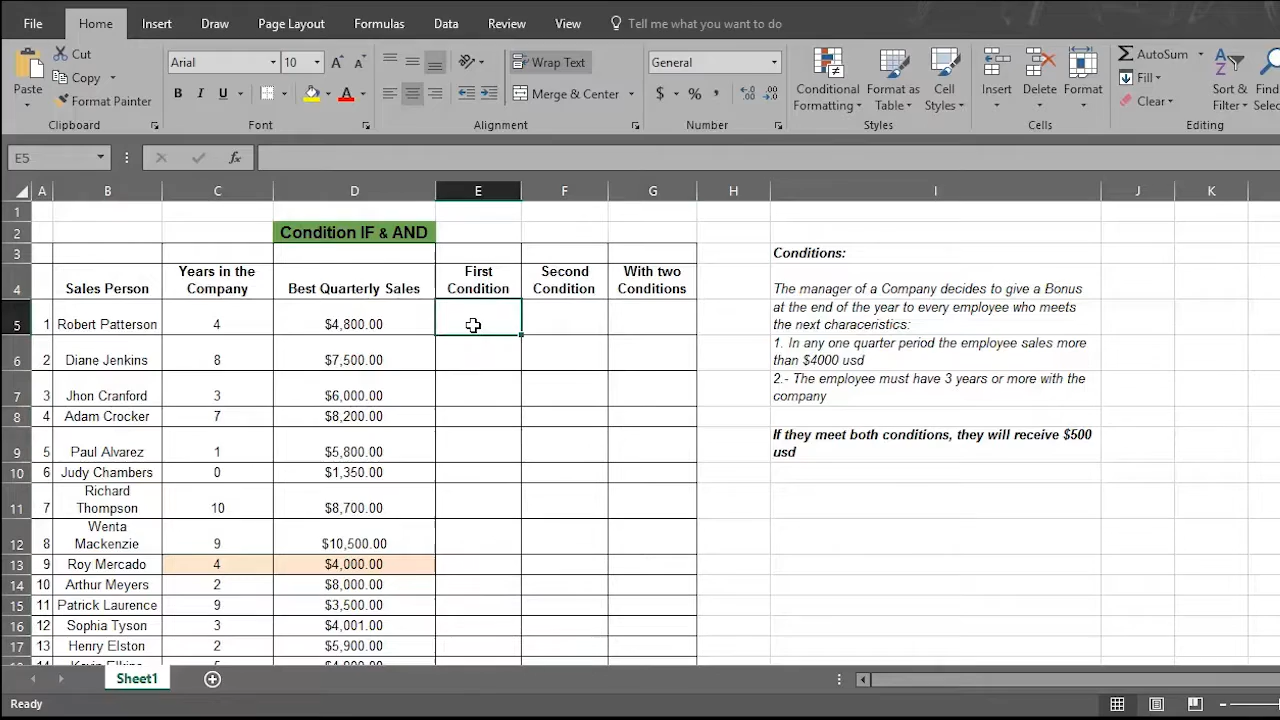 File Home Insert Draw Page Layout Formulas Data Review View Tell me what you want to do
Paste Cut Copy Format Painter Clipboard
Arial 10 Font
Wrap Text Merge & Center Alignment
General $ % , Number
Conditional Formatting Format as Table Cell Styles Styles
Insert Delete Format Cells
AutoSum Fill Clear Sort & Filter Editing
E5 fx
A B C D E F G H I J K
1
2 Condition IF & AND
3 Conditions:
4 Sales Person Years in the Company Best Quarterly Sales First Condition Second Condition With two Conditions
The manager of a Company decides to give a Bonus
at the end of the year to every employee who meets
the next characeristics:
1. In any one quarter period the employee sales more
than $4000 usd
2.- The employee must have 3 years or more with the
company
If they meet both conditions, they will receive $500
usd
5 1 Robert Patterson 4 $4,800.00
6 2 Diane Jenkins 8 $7,500.00
7 3 Jhon Cranford 3 $6,000.00
8 4 Adam Crocker 7 $8,200.00
9 5 Paul Alvarez 1 $5,800.00
10 6 Judy Chambers 0 $1,350.00
11 7 Richard Thompson 10 $8,700.00
12 8 Wenta Mackenzie 9 $10,500.00
13 9 Roy Mercado 4 $4,000.00
14 10 Arthur Meyers 2 $8,000.00
15 11 Patrick Laurence 9 $3,500.00
16 12 Sophia Tyson 3 $4,001.00
17 13 Henry Elston 2 $5,900.00
Sheet1
Ready